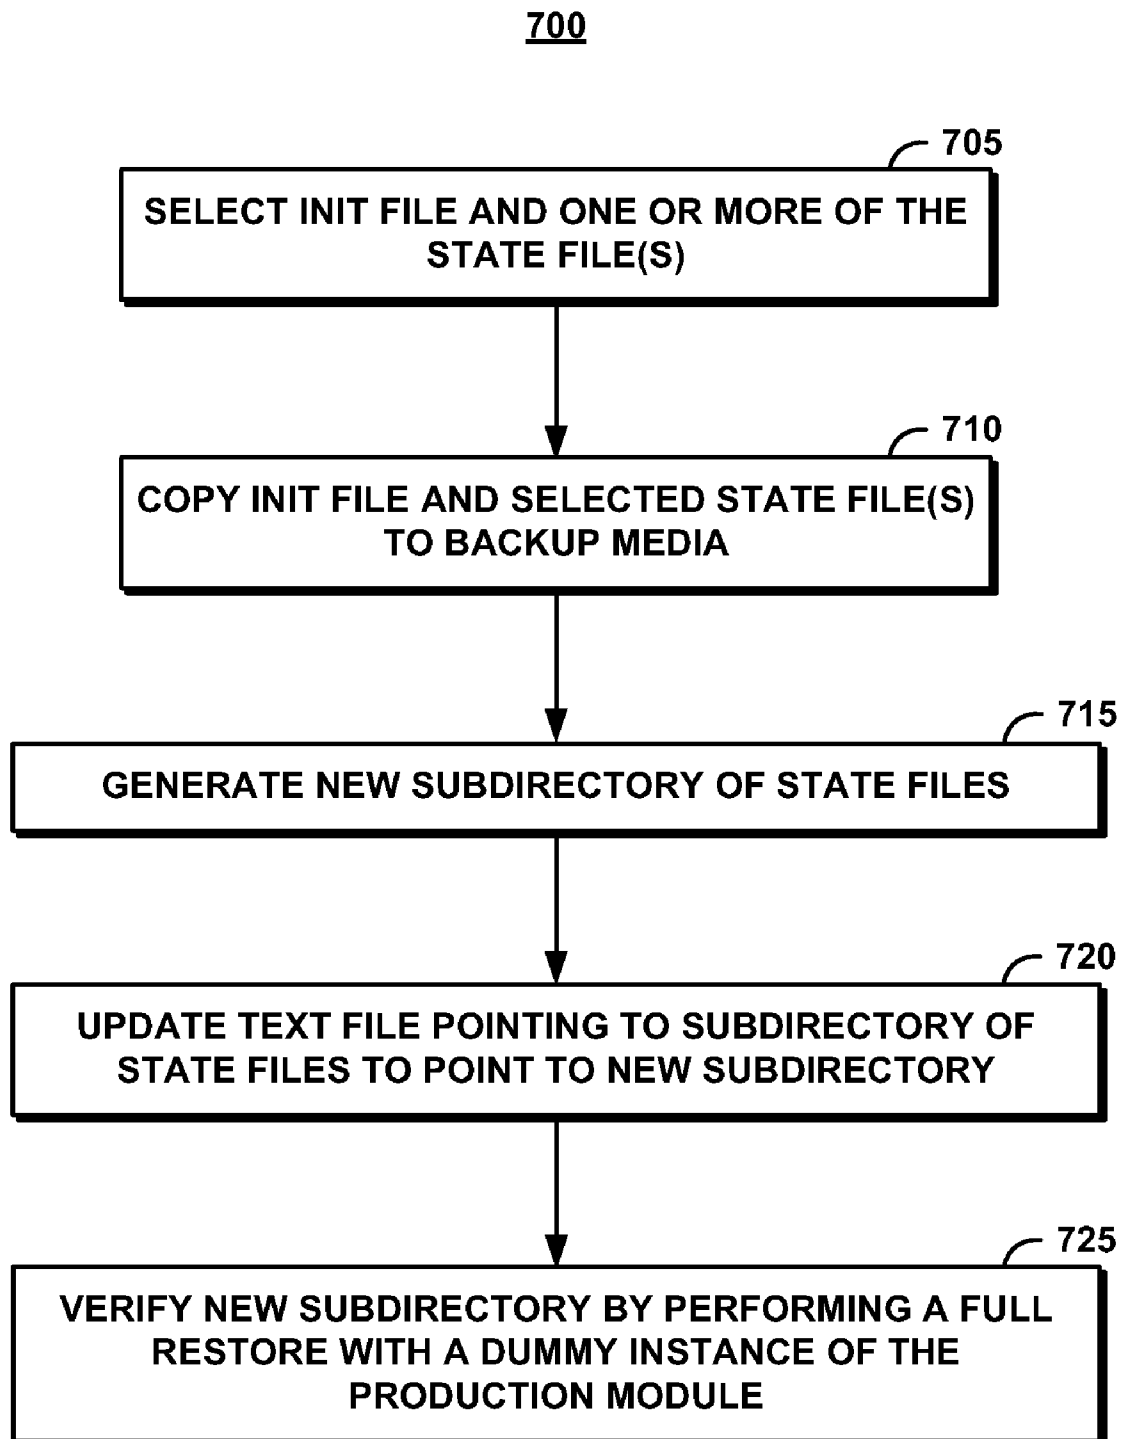 700
705
SELECT INIT FILE AND ONE OR MORE OF THE
STATE FILE(S)
710
COPY INIT FILE AND SELECTED STATE FILE(S)
TO BACKUP MEDIA
715
GENERATE NEW SUBDIRECTORY OF STATE FILES
720
UPDATE TEXT FILE POINTING TO SUBDIRECTORY OF
STATE FILES TO POINT TO NEW SUBDIRECTORY
725
VERIFY NEW SUBDIRECTORY BY PERFORMING A FULL
RESTORE WITH A DUMMY INSTANCE OF THE
PRODUCTION MODULE